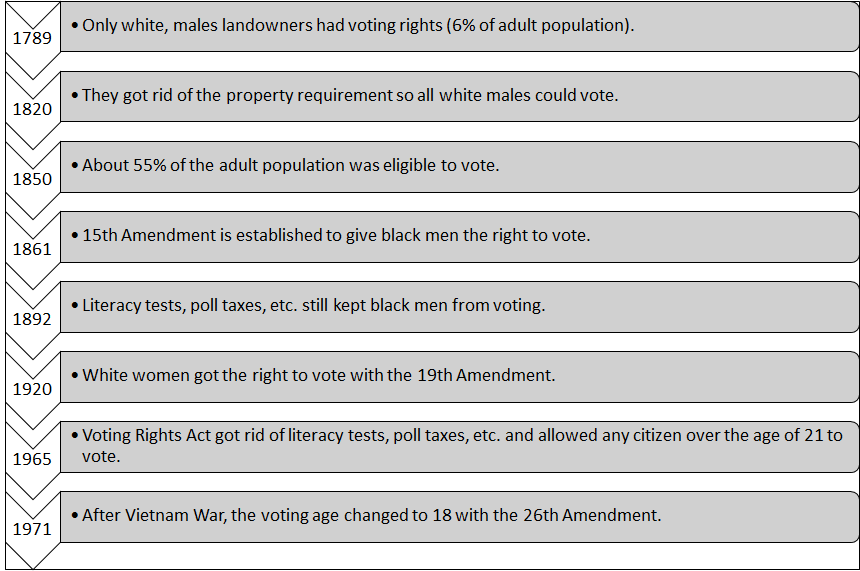 1789
• Only white, males landowners had voting rights (6% of adult population).
1820
• They got rid of the property requirement so all white males could vote.
1850
• About 55% of the adult population was eligible to vote.
1861
• 15th Amendment is established to give black men the right to vote.
1892
• Literacy tests, poll taxes, etc. still kept black men from voting.
1920
• White women got the right to vote with the 19th Amendment.
1965
• Voting Rights Act got rid of literacy tests, poll taxes, etc. and allowed any citizen over the age of 21 to
vote.
1971
• After Vietnam War, the voting age changed to 18 with the 26th Amendment.